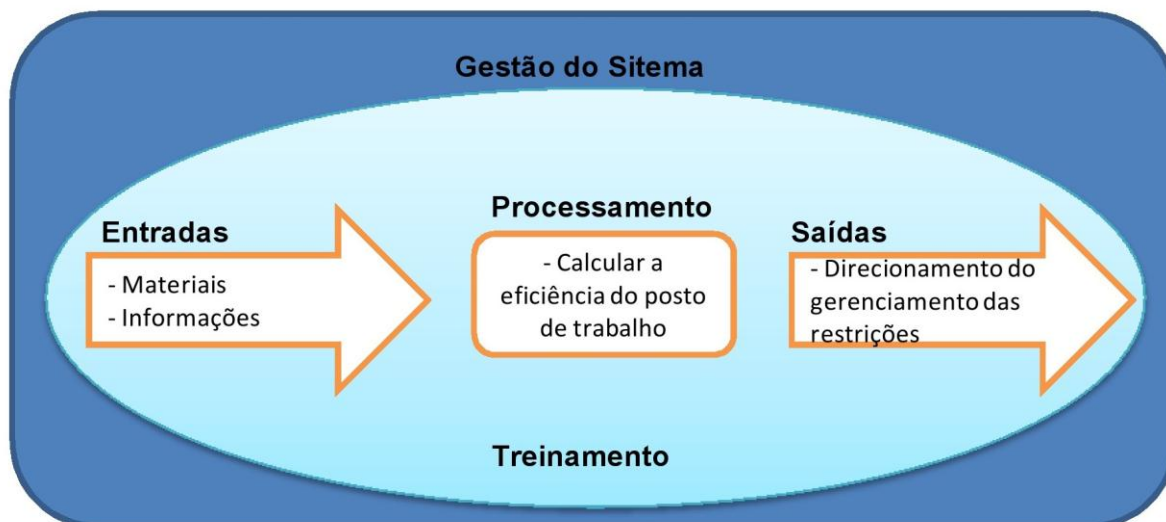 Gestão do Sitema
Entradas
- Materiais
- Informações
Processamento
- Calcular a
eficiência do posto
de trabalho
Saídas
- Direcionamento do
gerenciamento das
restrições
Treinamento